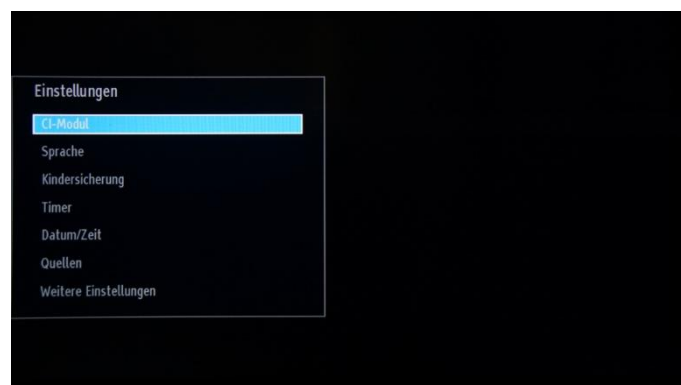 Einstellungen
CI-Modul
Sprache
Kindersicherung
Timer
Datum/Zeit
Quellen
Weitere Einstellungen